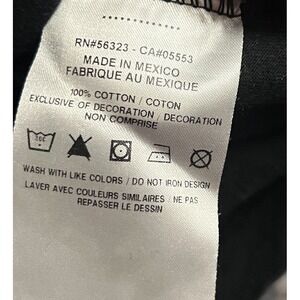 RN#56323 - CA#05553
MADE IN MEXICO
FABRIQUE AU MEXIQUE
100% COTTON / COTON
EXCLUSIVE OF DECORATION / DECORATION
NON COMPRISE
WASH WITH LIKE COLORS / DO NOT IRON DESIGN
LAVER AVEC COULEURS SIMILAIRES / NE PAS
REPASSER LE DESSIN